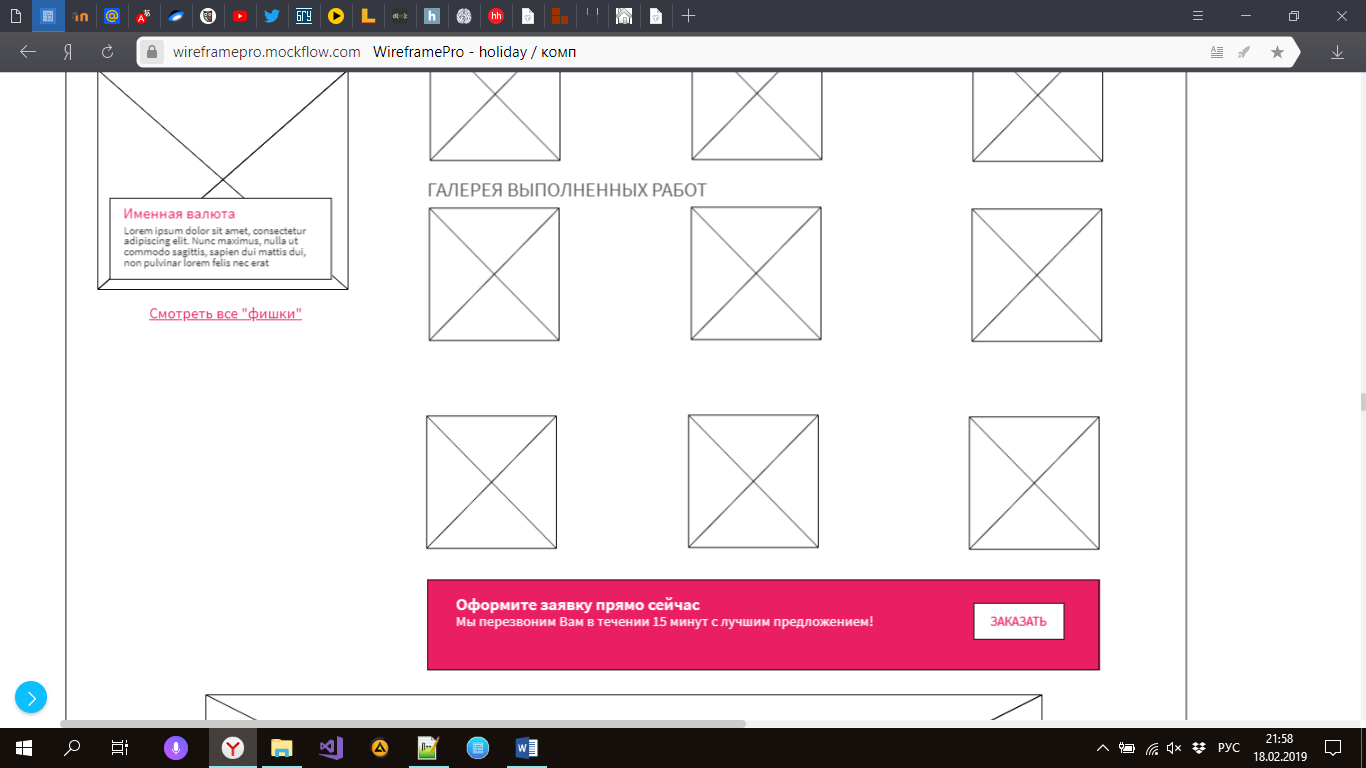 wireframepro.mockflow.com WireframePro - holiday / комп
ГАЛЕРЕЯ ВЫПОЛНЕННЫХ РАБОТ
Именная валюта
Lorem ipsum dolor sit amet, consectetur
adipiscing elit. Nunc maximus, nulla ut
commodo sagittis, sapien dui mattis dui,
non pulvinar lorem felis nec erat
Смотреть все "фишки"
Оформите заявку прямо сейчас
Мы перезвоним Вам в течении 15 минут с лучшим предложением!
ЗАКАЗАТЬ
РУС
21:58
18.02.2019